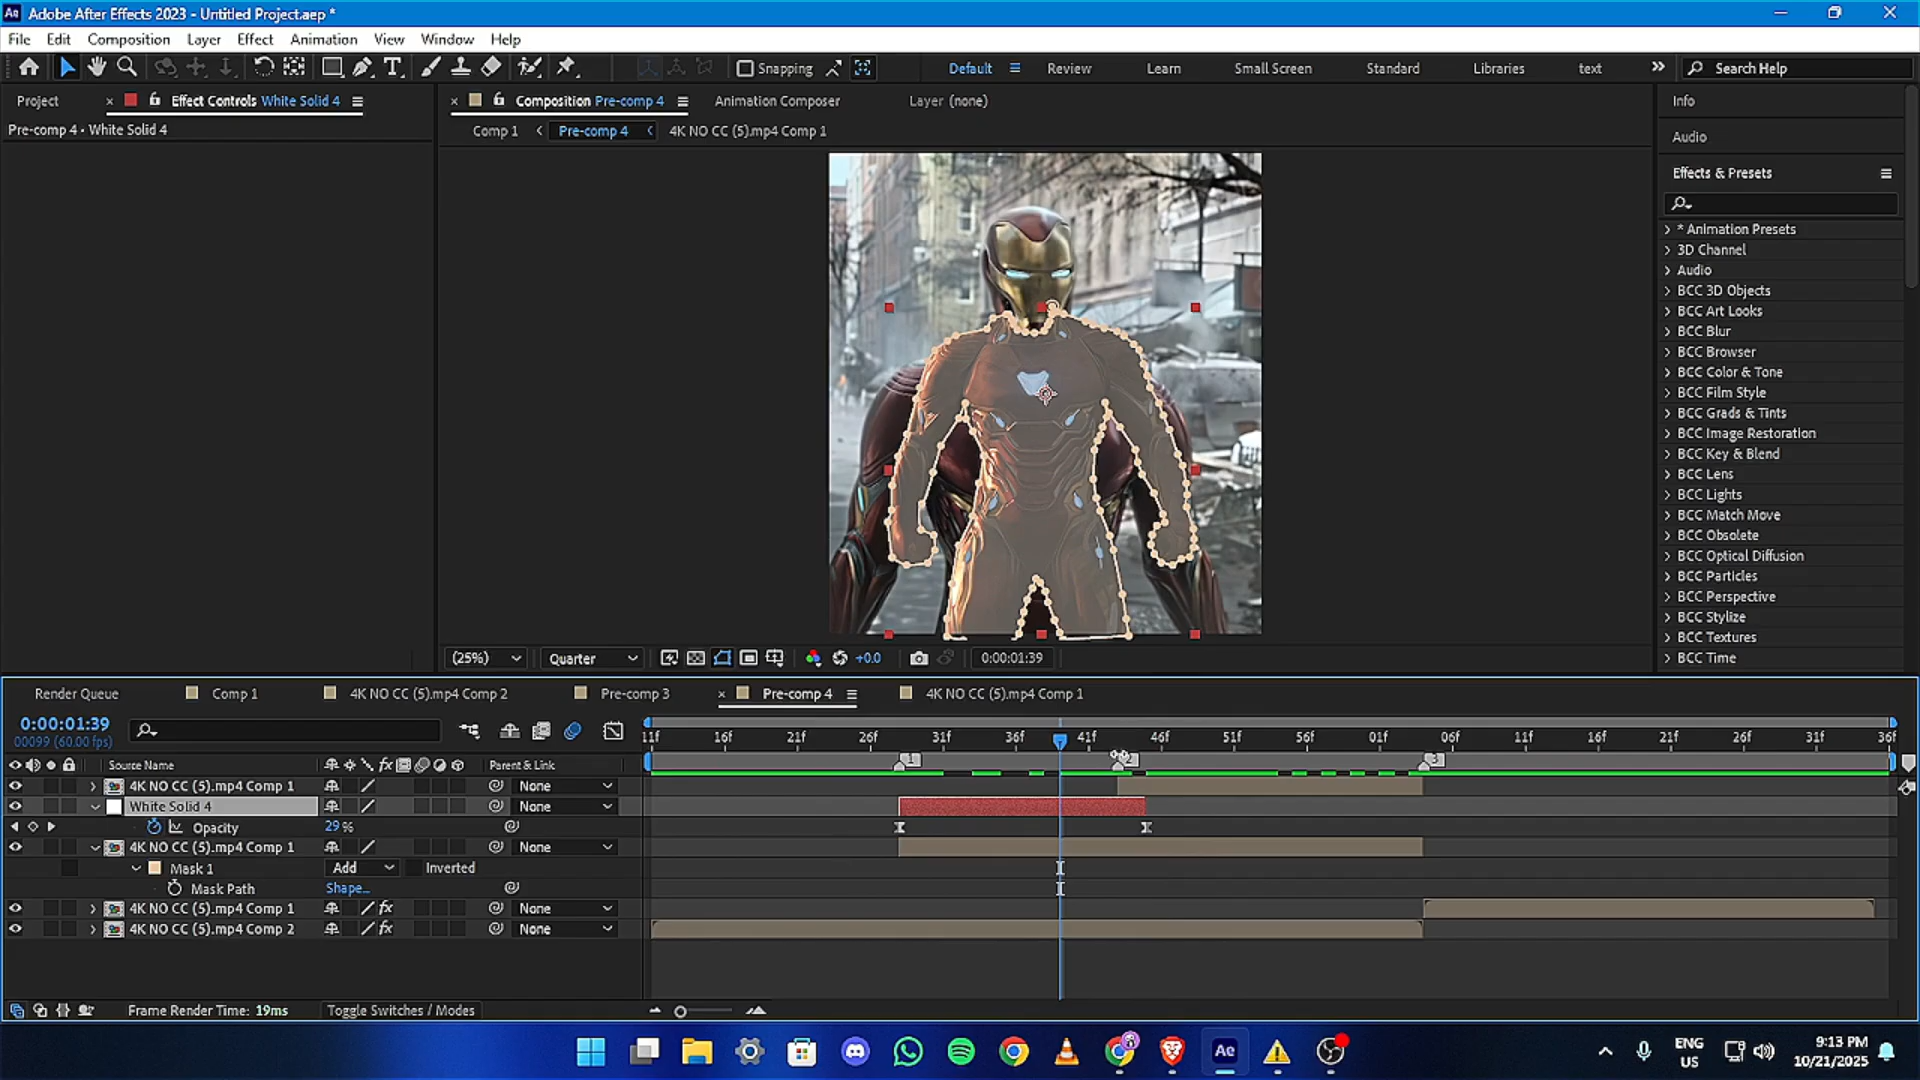 Adobe After Effects 2023 - Untitled Project.aep *
File Edit Composition Layer Effect Animation View Window Help
Snapping Default Review Learn Small Screen Standard Libraries text Search Help
Project Effect Controls White Solid 4 Composition Pre-comp 4 Animation Composer Layer (none) Info
Pre-comp 4 • White Solid 4 Comp 1 Pre-comp 4 4K NO CC (5).mp4 Comp 1
Audio
Effects & Presets
* Animation Presets
3D Channel
Audio
BCC 3D Objects
BCC Art Looks
BCC Blur
BCC Browser
BCC Color & Tone
BCC Film Style
BCC Grads & Tints
BCC Image Restoration
BCC Key & Blend
BCC Lens
BCC Lights
BCC Match Move
BCC Obsolete
BCC Optical Diffusion
BCC Particles
BCC Perspective
BCC Stylize
BCC Textures
BCC Time
(25%) Quarter +0.0 0:00:01:39
Render Queue Comp 1 4K NO CC (5).mp4 Comp 2 Pre-comp 3 Pre-comp 4 4K NO CC (5).mp4 Comp 1
0:00:01:39
00099 (60.00 fps)
11f 16f 21f 26f 31f 36f 41f 46f 51f 56f 01f 06f 11f 16f 21f 26f 31f 36f
1 2 3
Source Name fx Parent & Link
4K NO CC (5).mp4 Comp 1 None
White Solid 4 None
Opacity 29 %
4K NO CC (5).mp4 Comp 1 None
Mask 1 Add Inverted
Mask Path Shape...
4K NO CC (5).mp4 Comp 1 fx None
4K NO CC (5).mp4 Comp 2 fx None
Frame Render Time: 19ms Toggle Switches / Modes
Ae
ENG
US
9:13 PM
10/21/2025